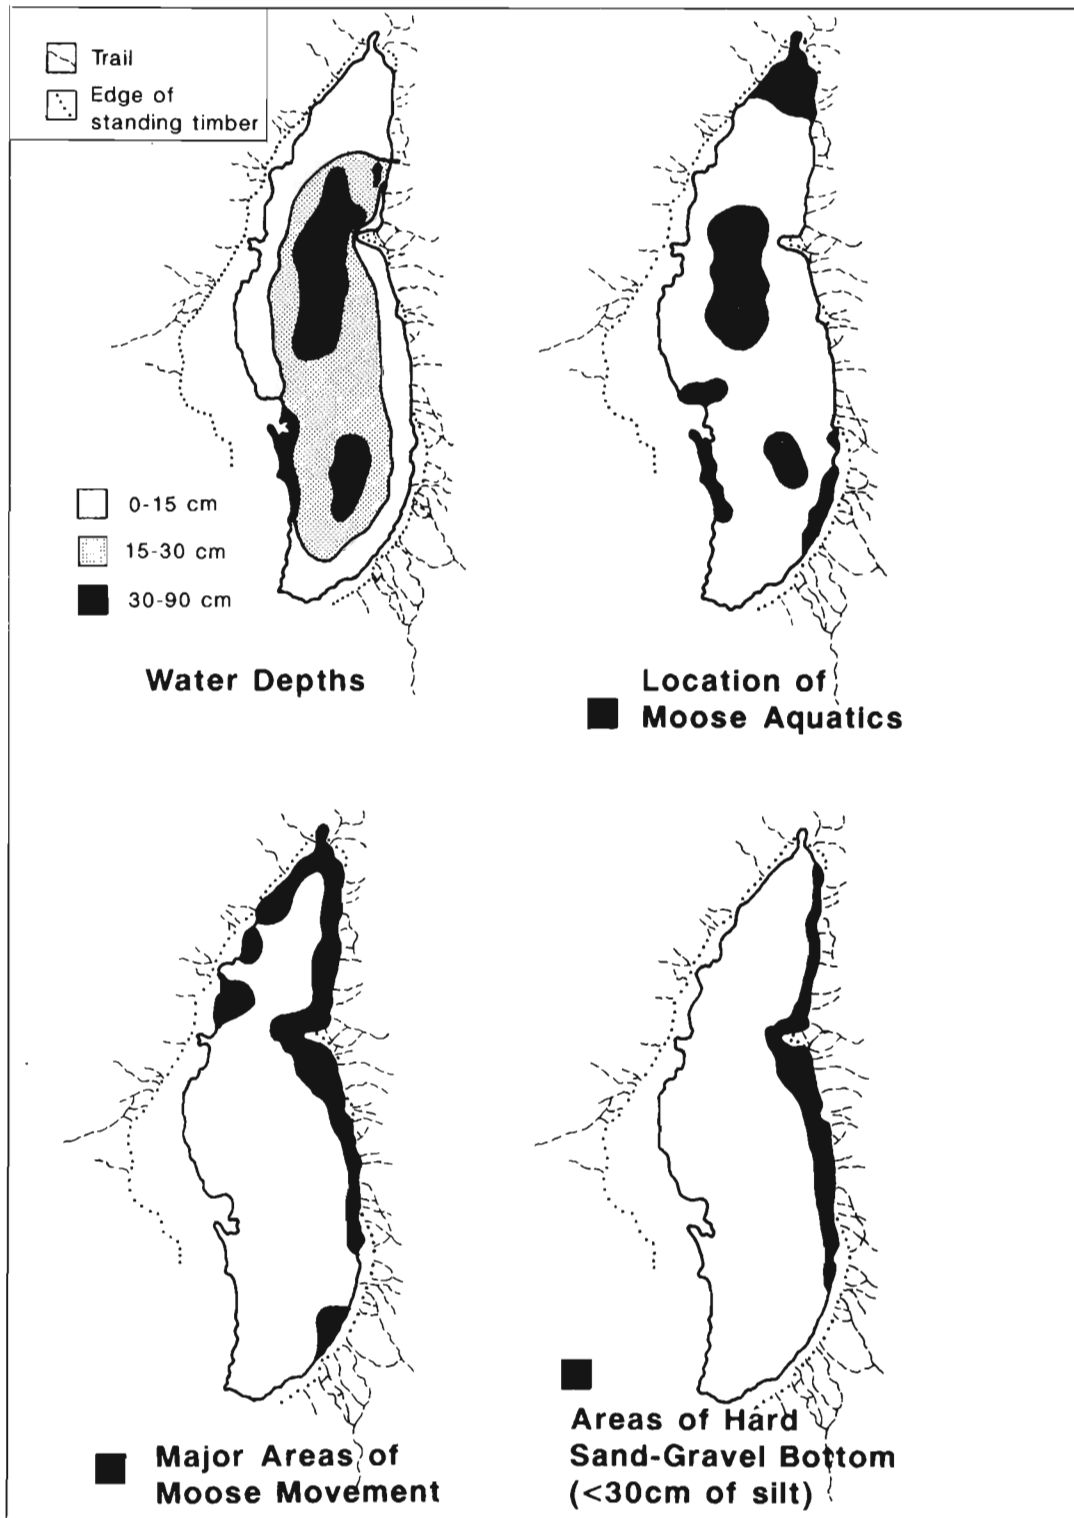 Trail
Edge of
standing timber
0-15 cm
15-30 cm
30-90 cm
Water Depths
Location of
Moose Aquatics
Major Areas of
Moose Movement
Areas of Hard
Sand-Gravel Bottom
(<30cm of silt)